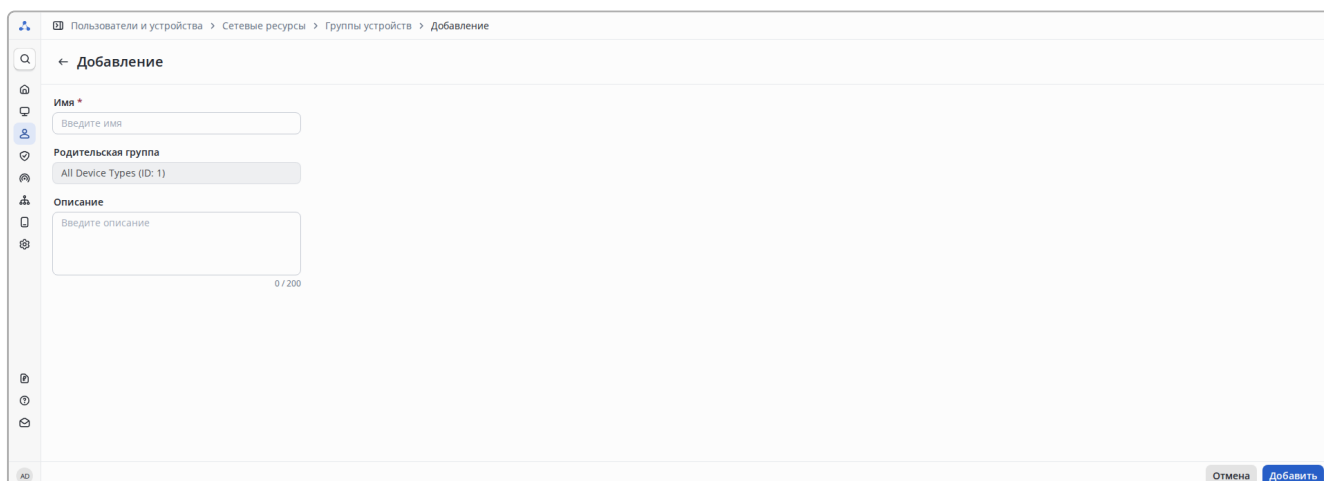 Пользователи и устройства > Сетевые ресурсы > Группы устройств > Добавление
← Добавление
Имя *
Введите имя
Родительская группа
All Device Types (ID: 1)
Описание
Введите описание
0 / 200
AD
Отмена
Добавить